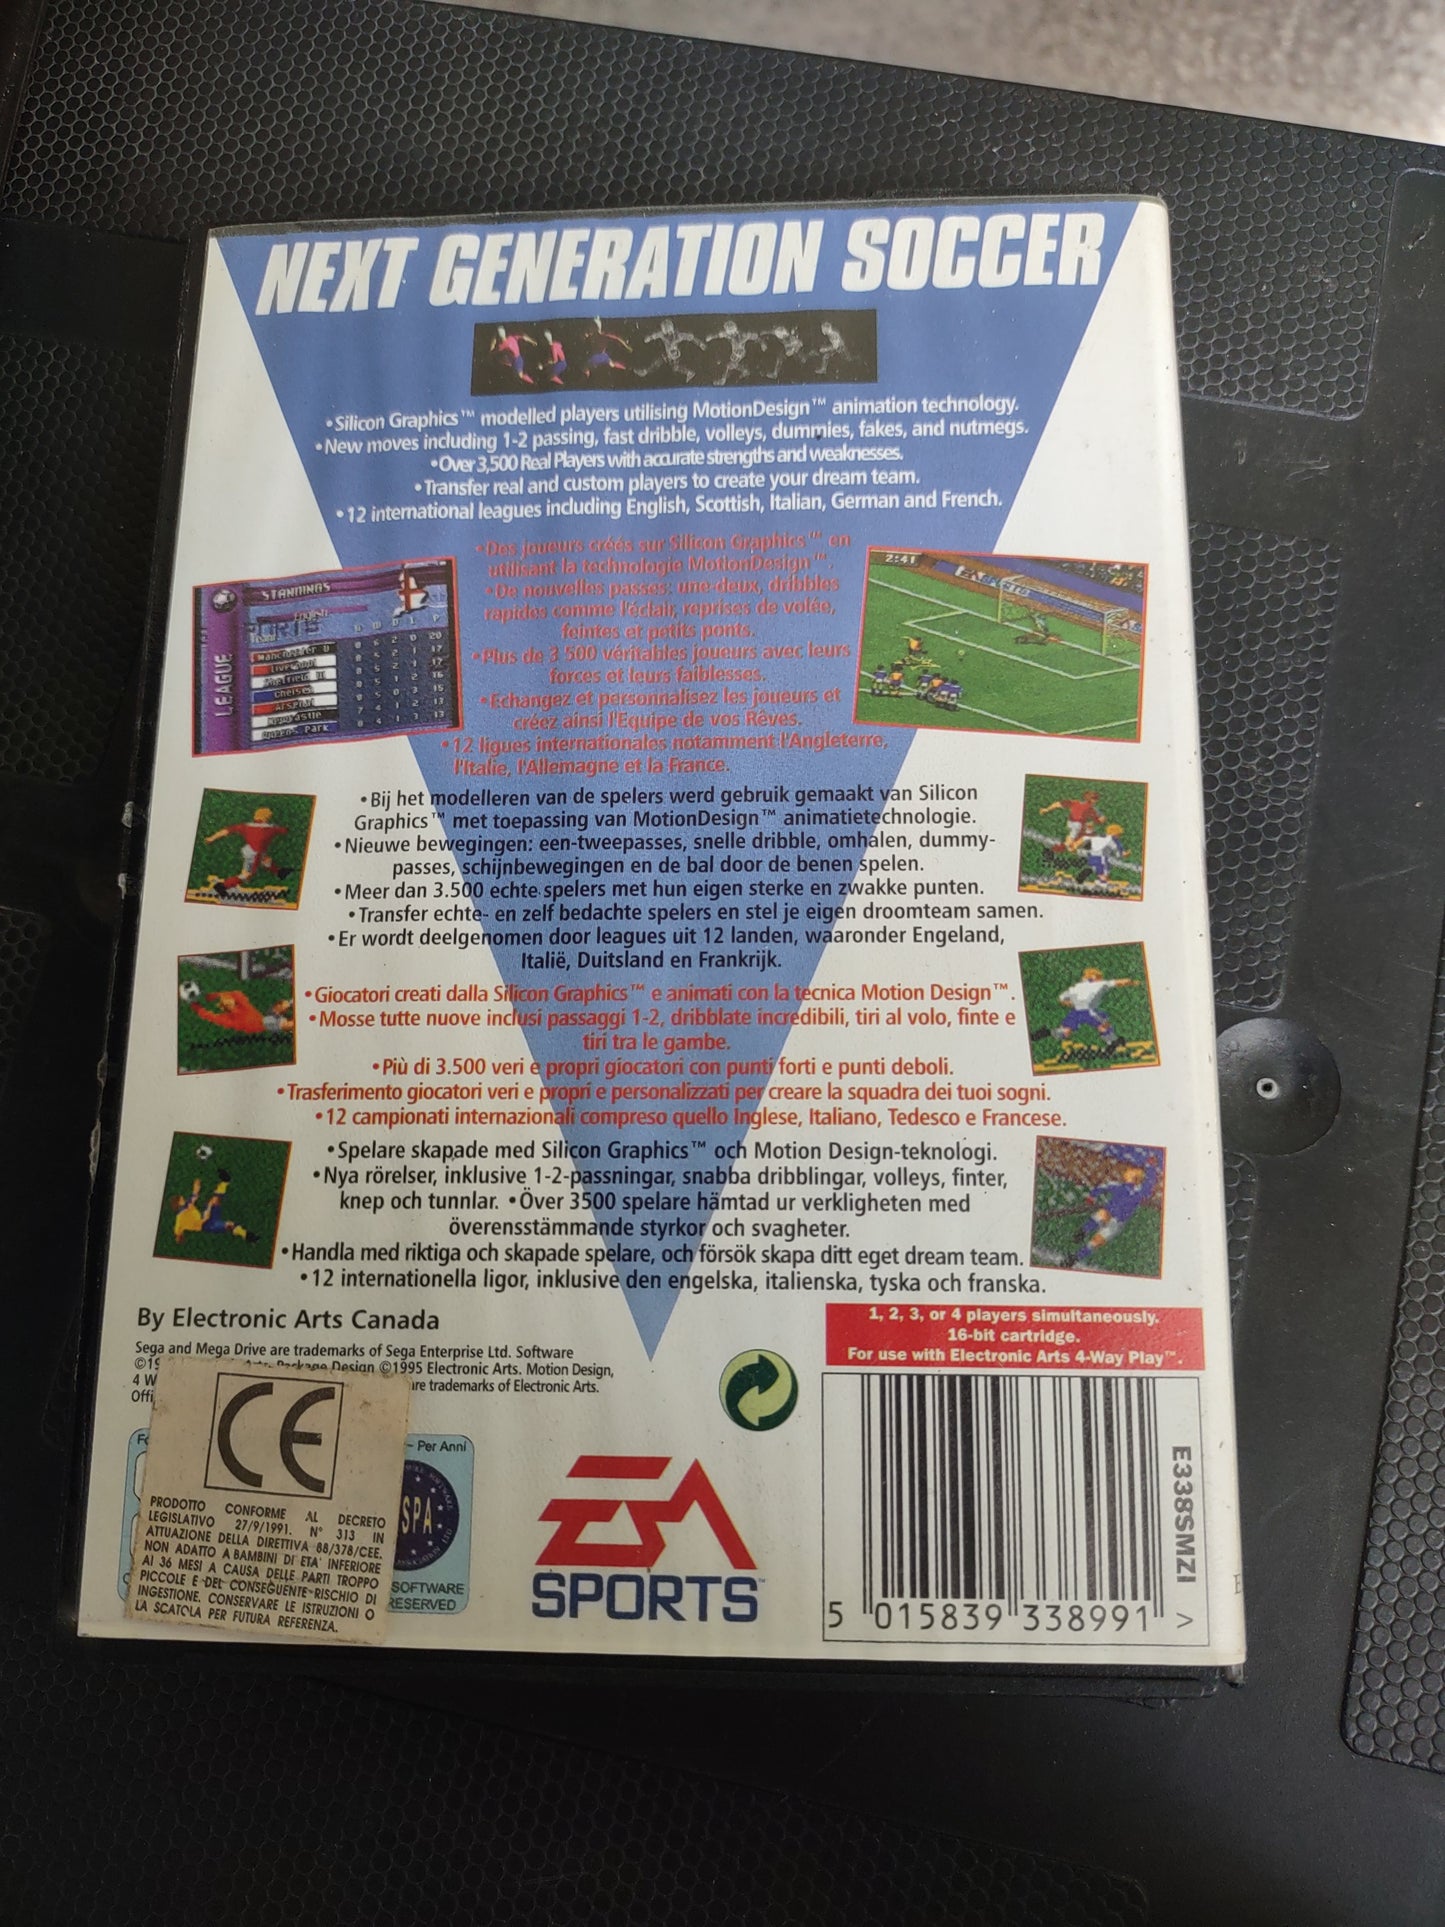 NEXT GENERATION SOCCER
•Silicon Graphics™ modelled players utilising MotionDesign™ animation technology.
•New moves including 1-2 passing, fast dribble, volleys, dummies, fakes, and nutmegs.
•Over 3,500 Real Players with accurate strengths and weaknesses.
•Transfer real and custom players to create your dream team.
•12 international leagues including English, Scottish, Italian, German and French.
•Des joueurs créés sur Silicon Graphics™ en
utilisant la technologie MotionDesign™.
•De nouvelles passes: une-deux, dribbles
rapides comme l'éclair, reprises de volée,
feintes et petits ponts.
•Plus de 3 500 véritables joueurs avec leurs
forces et leurs faiblesses.
•Echangez et personnalisez les joueurs et
créez ainsi l'Equipe de vos Rêves.
•12 ligues internationales notamment l'Angleterre,
l'Italie, l'Allemagne et la France.
STANDINGS
English
LEAGUE
Manchester U
Liverpool
Sheffield W
Chelsea
Arsenal
Newcastle
Queens Park
2:41
•Bij het modelleren van de spelers werd gebruik gemaakt van Silicon
Graphics™ met toepassing van MotionDesign™ animatietechnologie.
•Nieuwe bewegingen: een-tweepasses, snelle dribble, omhalen, dummy-
passes, schijnbewegingen en de bal door de benen spelen.
•Meer dan 3.500 echte spelers met hun eigen sterke en zwakke punten.
•Transfer echte- en zelf bedachte spelers en stel je eigen droomteam samen.
•Er wordt deelgenomen door leagues uit 12 landen, waaronder Engeland,
Italië, Duitsland en Frankrijk.
•Giocatori creati dalla Silicon Graphics™ e animati con la tecnica Motion Design™.
•Mosse tutte nuove inclusi passaggi 1-2, dribblate incredibili, tiri al volo, finte e
tiri tra le gambe.
•Più di 3.500 veri e propri giocatori con punti forti e punti deboli.
•Trasferimento giocatori veri e propri e personalizzati per creare la squadra dei tuoi sogni.
•12 campionati internazionali compreso quello Inglese, Italiano, Tedesco e Francese.
•Spelare skapade med Silicon Graphics™ och Motion Design-teknologi.
•Nya rörelser, inklusive 1-2-passningar, snabba dribblingar, volleys, finter,
knep och tunnlar. •Över 3500 spelare hämtad ur verkligheten med
överensstämmande styrkor och svagheter.
•Handla med riktiga och skapade spelare, och försök skapa ditt eget dream team.
•12 internationella ligor, inklusive den engelska, italienska, tyska och franska.
By Electronic Arts Canada
Sega and Mega Drive are trademarks of Sega Enterprise Ltd. Software
©19 Package Design ©1995 Electronic Arts. Motion Design,
4 W re trademarks of Electronic Arts.
Offi
1, 2, 3, or 4 players simultaneously.
16-bit cartridge.
For use with Electronic Arts 4-Way Play™.
CE
PRODOTTO CONFORME AL DECRETO
LEGISLATIVO 27/9/1991. N° 313 IN
ATTUAZIONE DELLA DIRETTIVA 88/378/CEE.
NON ADATTO A BAMBINI DI ETA' INFERIORE
AI 36 MESI A CAUSA DELLE PARTI TROPPO
PICCOLE E DEL CONSEGUENTE RISCHIO DI
INGESTIONE. CONSERVARE LE ISTRUZIONI O
LA SCATOLA PER FUTURA REFERENZA.
– Per Anni
SPA
SOFTWARE
RESERVED
EA
SPORTS™
E338SMZI
5 015839 338991 >